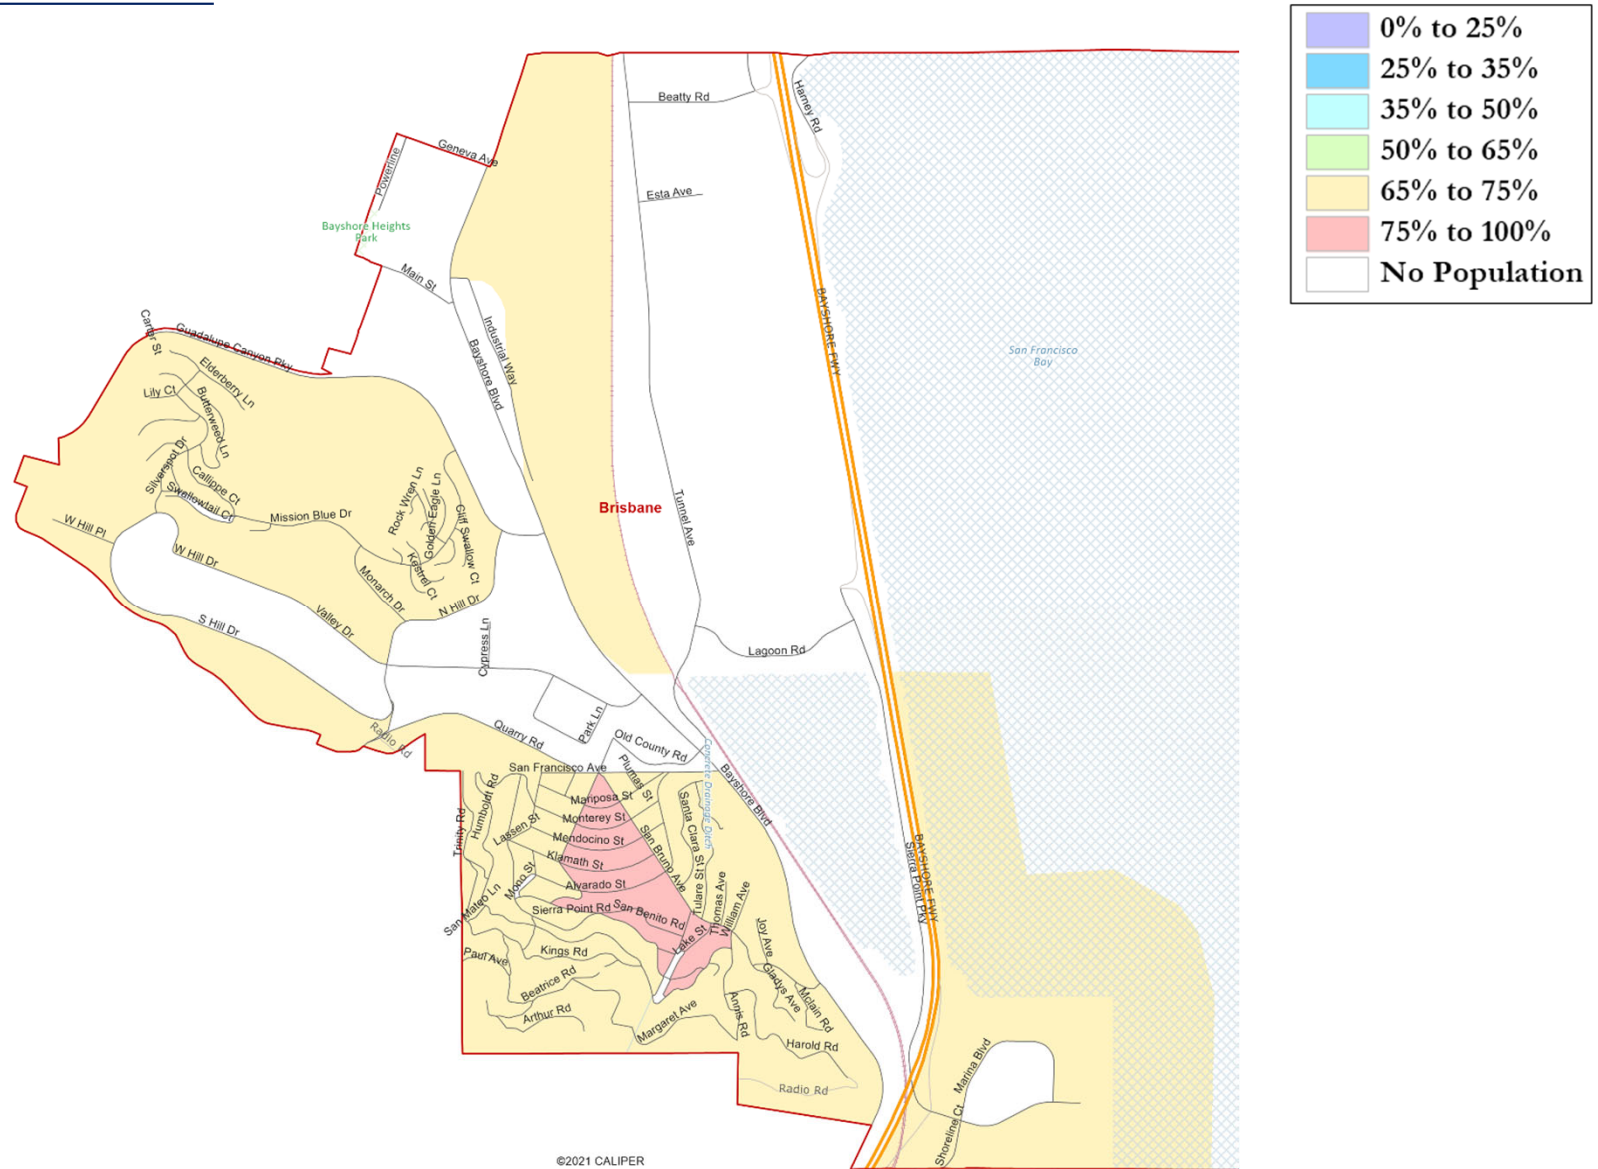 0% to 25%
25% to 35%
35% to 50%
50% to 65%
65% to 75%
75% to 100%
No Population
Beatty Rd
Harney Rd
Geneva Ave
Powerline
Esta Ave
Bayshore Heights
Park
Main St
Industrial Way
Bayshore Blvd
BAYSHORE FWY
San Francisco
Bay
Carter St
Guadalupe Canyon Pky
Elderberry Ln
Lily Ct
Butterweed Ln
Silverspot Dr
Callippe Ct
Swallowtail Ct
Mission Blue Dr
Rock Wren Ln
Golden Eagle Ln
Cliff Swallow Ct
Kestrel Ct
Monarch Dr
N Hill Dr
W Hill Pl
W Hill Dr
Valley Dr
S Hill Dr
Brisbane
Tunnel Ave
Lagoon Rd
Cypress Ln
Park Ln
Quarry Rd
Old County Rd
Radio Rd
Concrete Drainage Ditch
Bayshore Blvd
San Francisco Ave
Plumas St
Mariposa St
Monterey St
Mendocino St
Klamath St
Alvarado St
Sierra Point Rd
San Benito Rd
San Bruno Ave
Santa Clara St
Tulare St
Thomas Ave
William Ave
Trinity Rd
Humboldt Rd
Lassen St
Mono St
San Mateo Ln
Lake St
Kings Rd
Paul Ave
Beatrice Rd
Arthur Rd
Margaret Ave
Annis Rd
Joy Ave
Gladys Ave
Mclain Rd
Harold Rd
Radio Rd
BAYSHORE FWY
Sierra Point Pky
Marina Blvd
Shoreline Ct
©2021 CALIPER